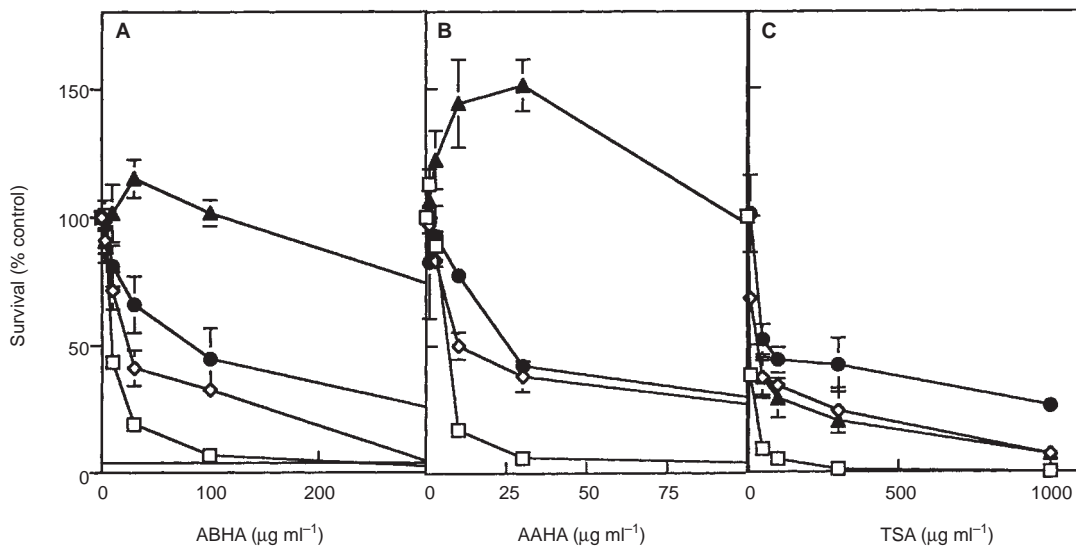 A
B
C
Survival (% control)
150
100
50
0
0
100
200
0
25
50
75
0
500
1000
ABHA (µg ml⁻¹)
AAHA (µg ml⁻¹)
TSA (µg ml⁻¹)